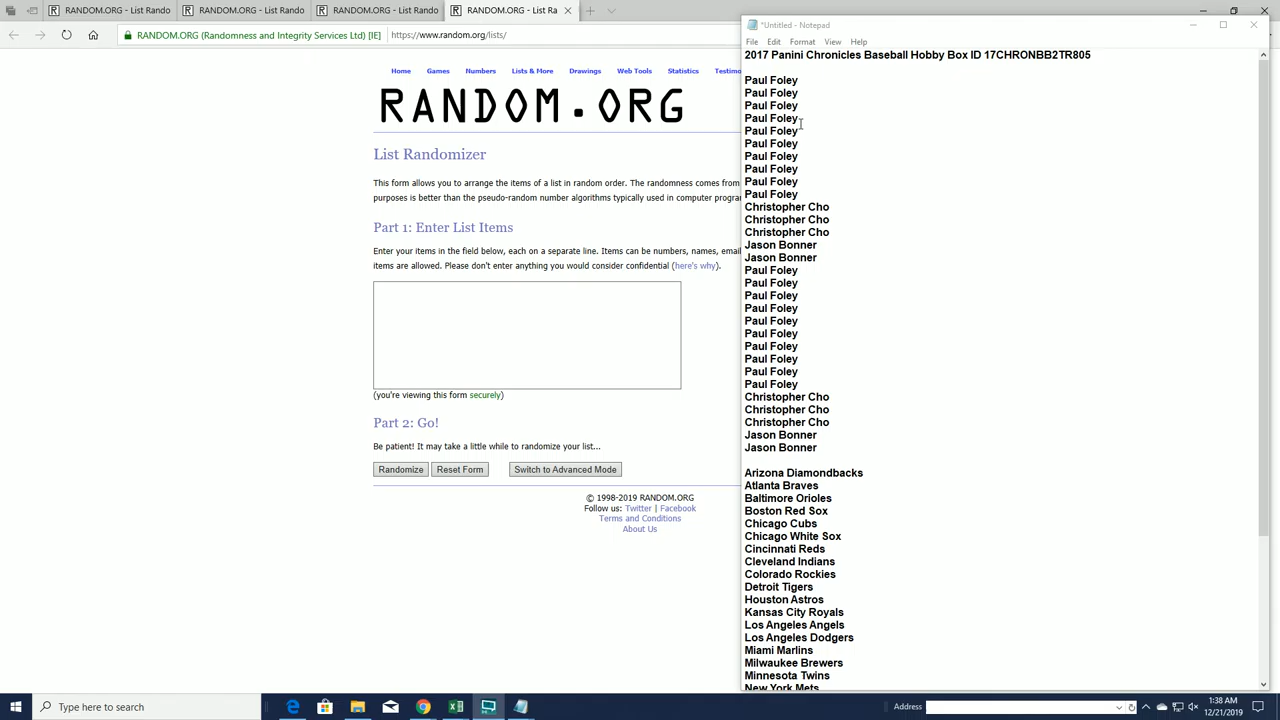 RANDOM.ORG - List Rando
RANDOM.ORG - List Rando
RANDOM.ORG - List Rando
RANDOM.ORG - List Ra
RANDOM.ORG (Randomness and Integrity Services Ltd) [IE]
https://www.random.org/lists/
Home Games Numbers Lists & More Drawings Web Tools Statistics Testimo
RANDOM.ORG
List Randomizer
This form allows you to arrange the items of a list in random order. The randomness comes from
purposes is better than the pseudo-random number algorithms typically used in computer progra
Part 1: Enter List Items
Enter your items in the field below, each on a separate line. Items can be numbers, names, email
items are allowed. Please don't enter anything you would consider confidential (here's why).
(you're viewing this form securely)
Part 2: Go!
Be patient! It may take a little while to randomize your list...
Randomize Reset Form Switch to Advanced Mode
© 1998-2019 RANDOM.ORG
Follow us: Twitter | Facebook
Terms and Conditions
About Us
*Untitled - Notepad
File Edit Format View Help
2017 Panini Chronicles Baseball Hobby Box ID 17CHRONBB2TR805
Paul Foley
Paul Foley
Paul Foley
Paul Foley
Paul Foley
Paul Foley
Paul Foley
Paul Foley
Paul Foley
Paul Foley
Christopher Cho
Christopher Cho
Christopher Cho
Jason Bonner
Jason Bonner
Paul Foley
Paul Foley
Paul Foley
Paul Foley
Paul Foley
Paul Foley
Paul Foley
Paul Foley
Paul Foley
Paul Foley
Christopher Cho
Christopher Cho
Christopher Cho
Jason Bonner
Jason Bonner
Arizona Diamondbacks
Atlanta Braves
Baltimore Orioles
Boston Red Sox
Chicago Cubs
Chicago White Sox
Cincinnati Reds
Cleveland Indians
Colorado Rockies
Detroit Tigers
Houston Astros
Kansas City Royals
Los Angeles Angels
Los Angeles Dodgers
Miami Marlins
Milwaukee Brewers
Minnesota Twins
New York Mets
Type here to search
Address
1:38 AM
12/21/2019